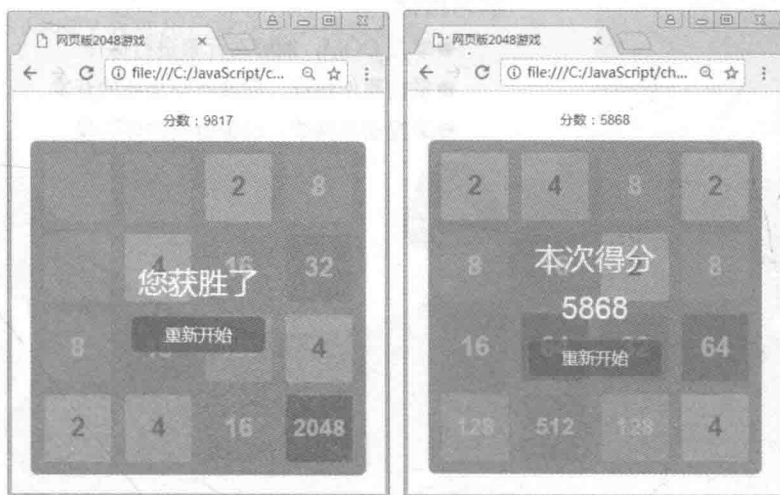 网页版2048游戏
file:///C:/JavaScript/c...
分数：9817
2 8
4 16 32
您获胜了
重新开始
8 4
2 4 16 2048
网页版2048游戏
file:///C:/JavaScript/ch...
分数：5868
2 4 8 2
8 2 8
本次得分
5868
16 64 32 64
重新开始
128 512 128 4